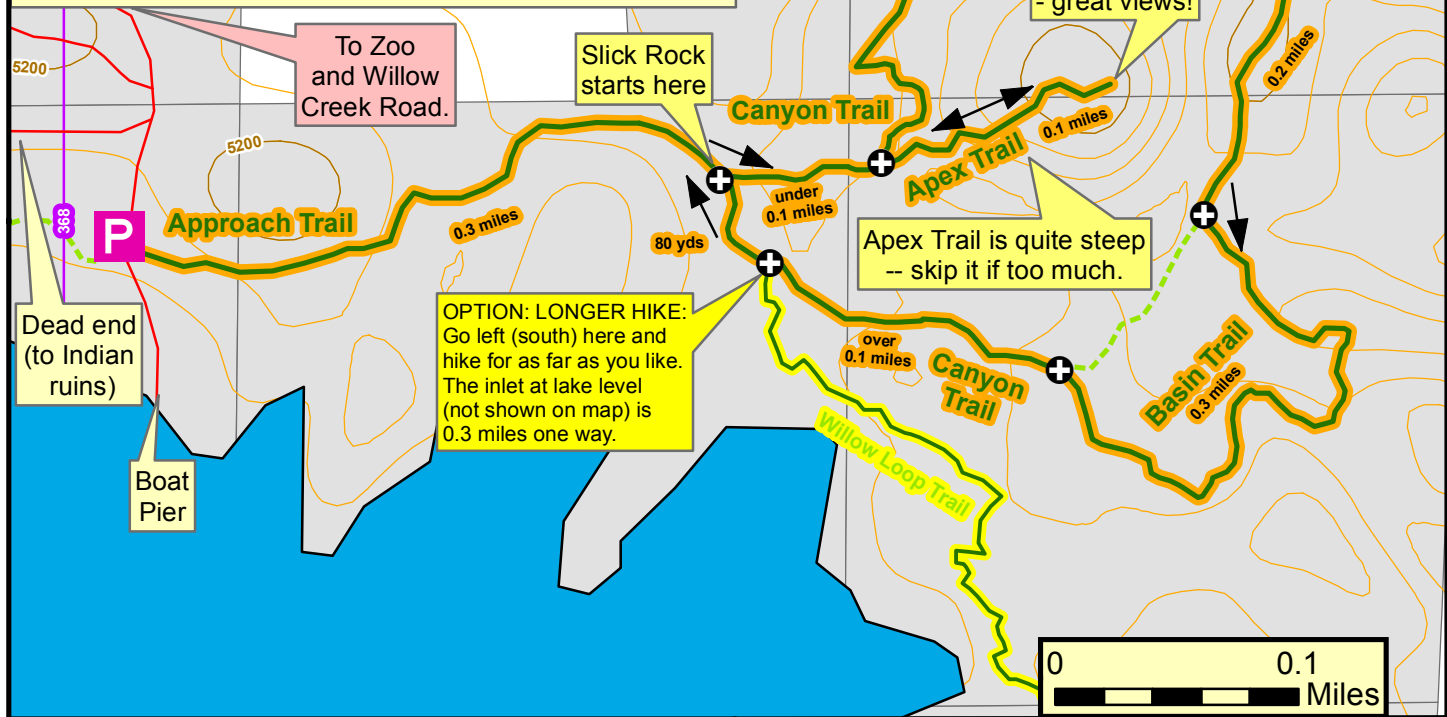 - great views!
5200
To Zoo
and Willow
Creek Road.
Slick Rock
starts here
Canyon Trail
0.2 miles
0.1 miles
Apex Trail
5200
under
0.1 miles
368
P
Approach Trail
0.3 miles
80 yds
Apex Trail is quite steep
-- skip it if too much.
Dead end
(to Indian
ruins)
OPTION: LONGER HIKE:
Go left (south) here and
hike for as far as you like.
The inlet at lake level
(not shown on map) is
0.3 miles one way.
over
0.1 miles
Canyon
Trail
Basin Trail
0.3 miles
Willow Loop Trail
Boat
Pier
0 0.1
Miles